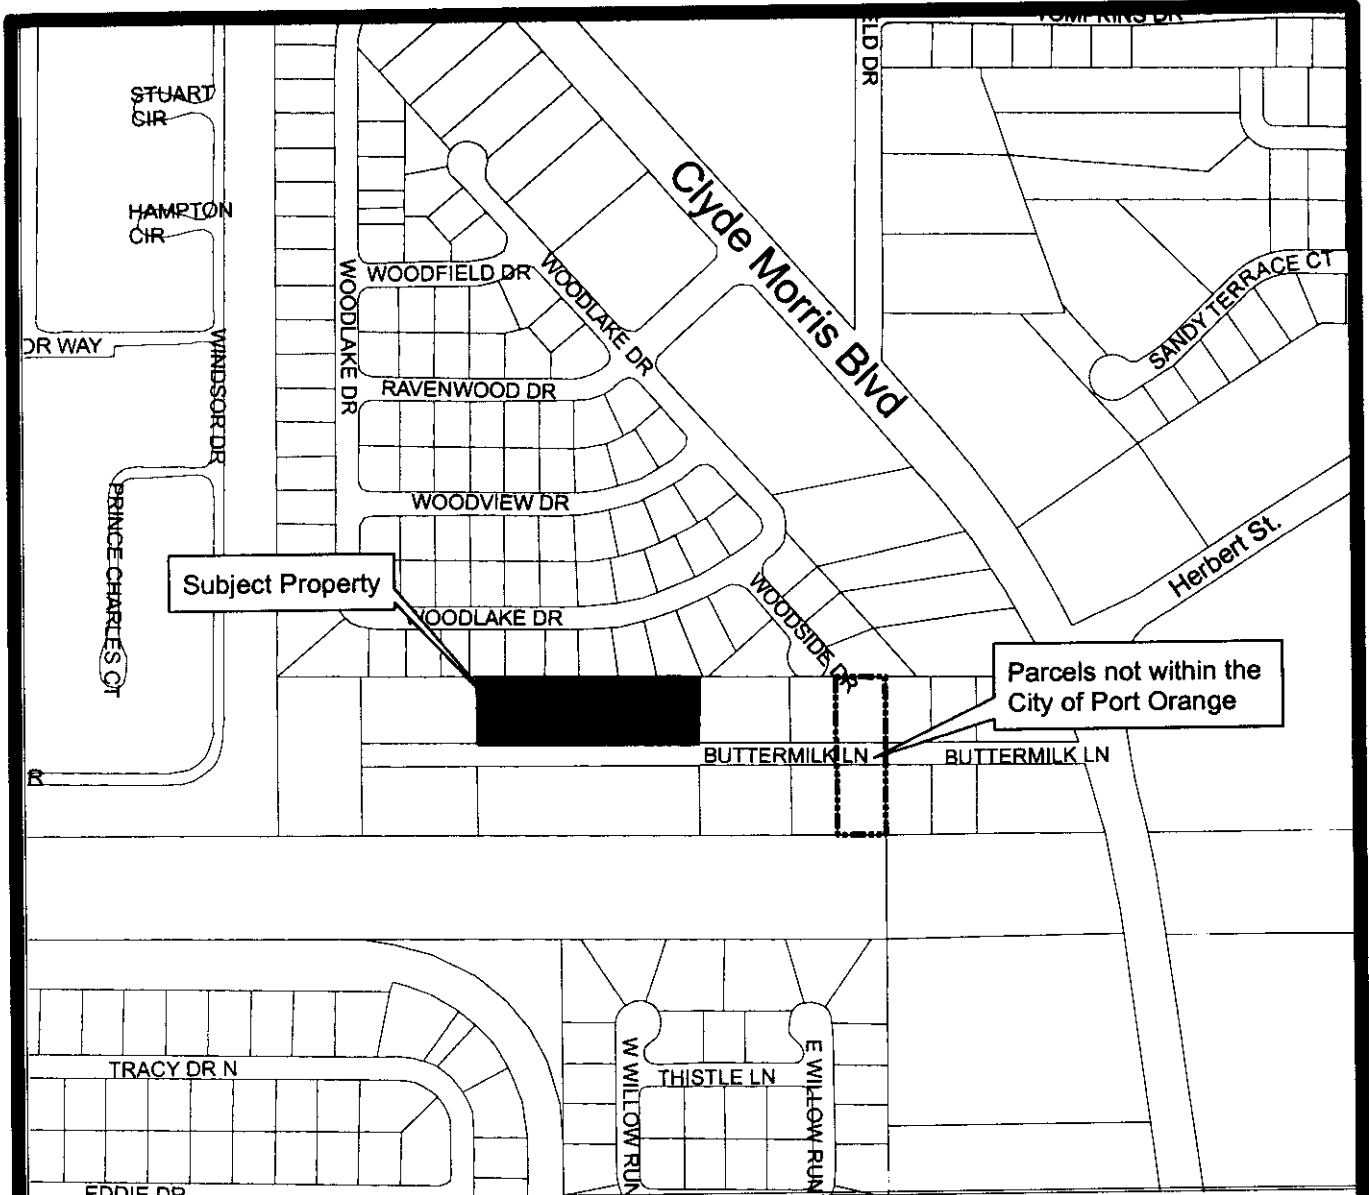 TOMPKINS DR
ELD DR
STUART
CIR
HAMPTON
CIR
Clyde Morris Blvd
WOODFIELD DR
WOODLAKE DR
WOODLAKE DR
SANDY TERRACE CT
OR WAY
WINDSOR DR
RAVENWOOD DR
WOODVIEW DR
PRINCE CHARLES CT
Herbert St.
Subject Property
WOODSIDE DR
OODLAKE DR
Parcels not within the
City of Port Orange
BUTTERMILK LN
BUTTERMILK LN
R
TRACY DR N
W WILLOW RUN
THISTLE LN
E WILLOW RUN
EDDIE DR